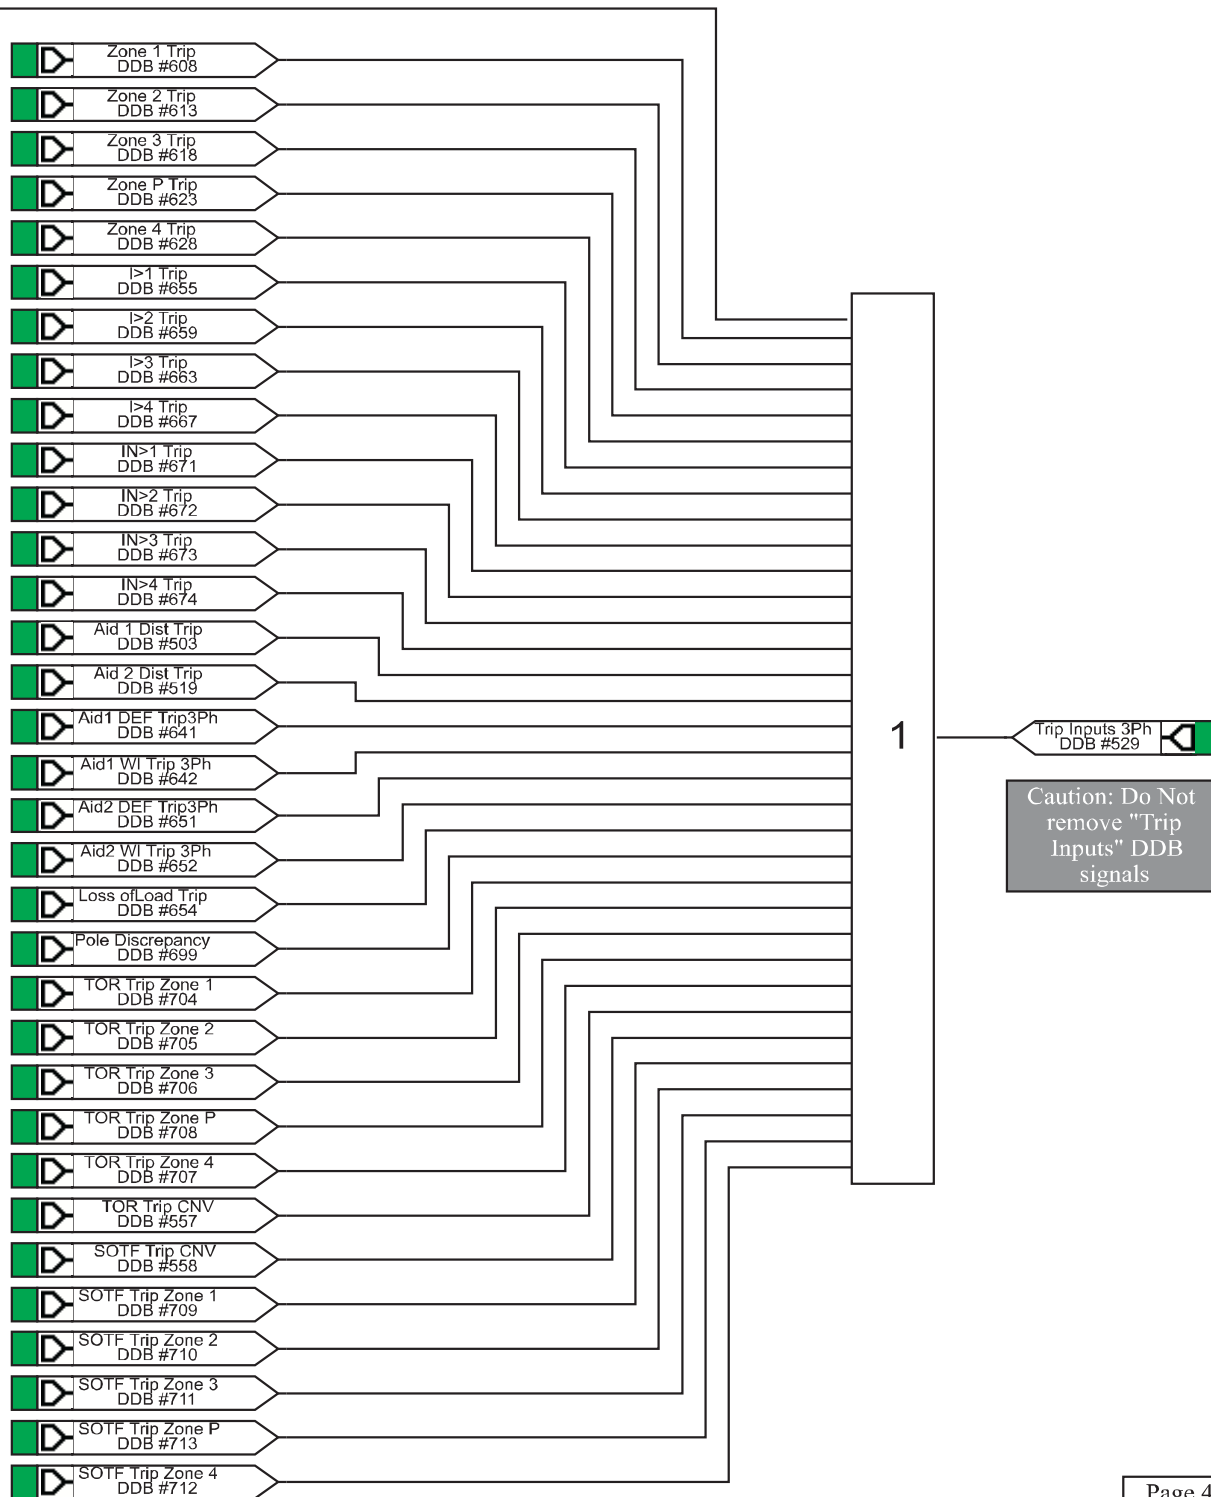 Zone 1 Trip
DDB #608
Zone 2 Trip
DDB #613
Zone 3 Trip
DDB #618
Zone P Trip
DDB #623
Zone 4 Trip
DDB #628
I>1 Trip
DDB #655
I>2 Trip
DDB #659
I>3 Trip
DDB #663
I>4 Trip
DDB #667
IN>1 Trip
DDB #671
IN>2 Trip
DDB #672
IN>3 Trip
DDB #673
IN>4 Trip
DDB #674
Aid 1 Dist Trip
DDB #503
Aid 2 Dist Trip
DDB #519
Aid1 DEF Trip3Ph
DDB #641
Aid1 WI Trip 3Ph
DDB #642
Aid2 DEF Trip3Ph
DDB #651
Aid2 WI Trip 3Ph
DDB #652
Loss ofLoad Trip
DDB #654
Pole Discrepancy
DDB #699
TOR Trip Zone 1
DDB #704
TOR Trip Zone 2
DDB #705
TOR Trip Zone 3
DDB #706
TOR Trip Zone P
DDB #708
TOR Trip Zone 4
DDB #707
TOR Trip CNV
DDB #557
SOTF Trip CNV
DDB #558
SOTF Trip Zone 1
DDB #709
SOTF Trip Zone 2
DDB #710
SOTF Trip Zone 3
DDB #711
SOTF Trip Zone P
DDB #713
SOTF Trip Zone 4
DDB #712
1
Trip Inputs 3Ph
DDB #529
Caution: Do Not
remove "Trip
Inputs" DDB
signals
Page 4